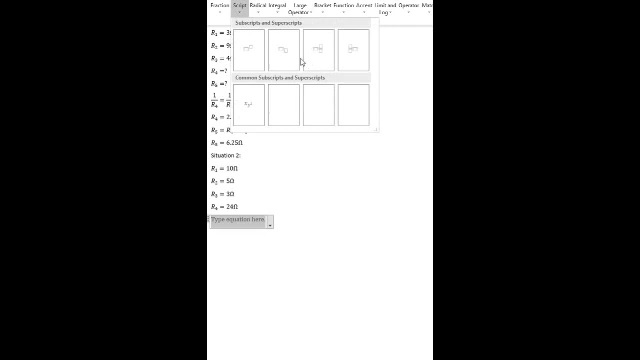 Fraction Script Radical Integral Large Operator Bracket Function Accent Limit and Log Operator Matr
Subscripts and Superscripts
Common Subscripts and Superscripts
R₁ = 3
R₂ = 9
R₃ = 4
R₄ =?
R₅ =?
1/R₄ = 1/R
R₄ = 2
R₅ = R
R₆ = 6.25Ω
Situation 2:
R₁ = 10Ω
R₂ = 5Ω
R₃ = 3Ω
R₄ = 24Ω
Type equation here.